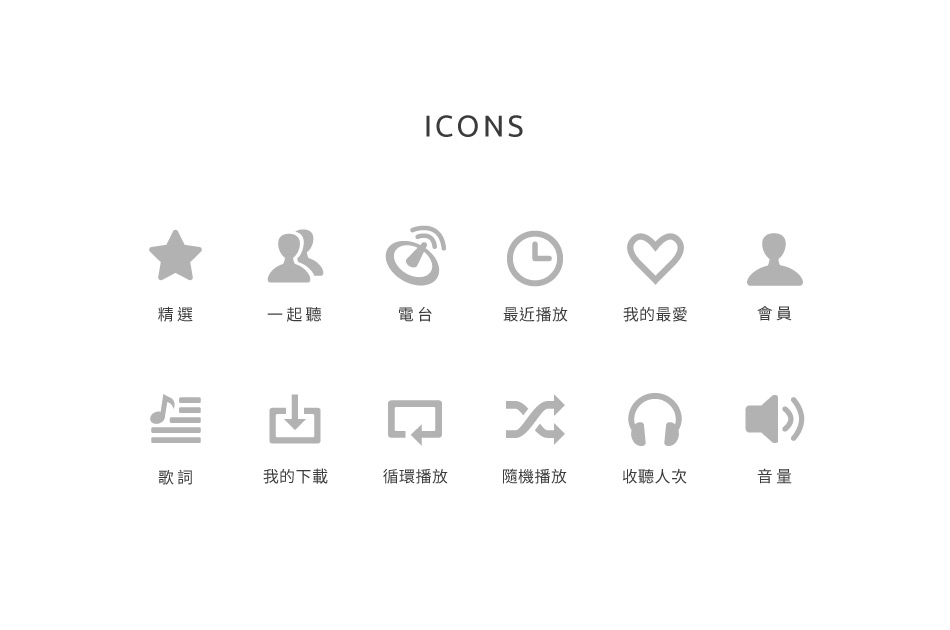 ICONS
精選 一起聽 電台 最近播放 我的最愛 會員
歌詞 我的下載 循環播放 隨機播放 收聽人次 音量